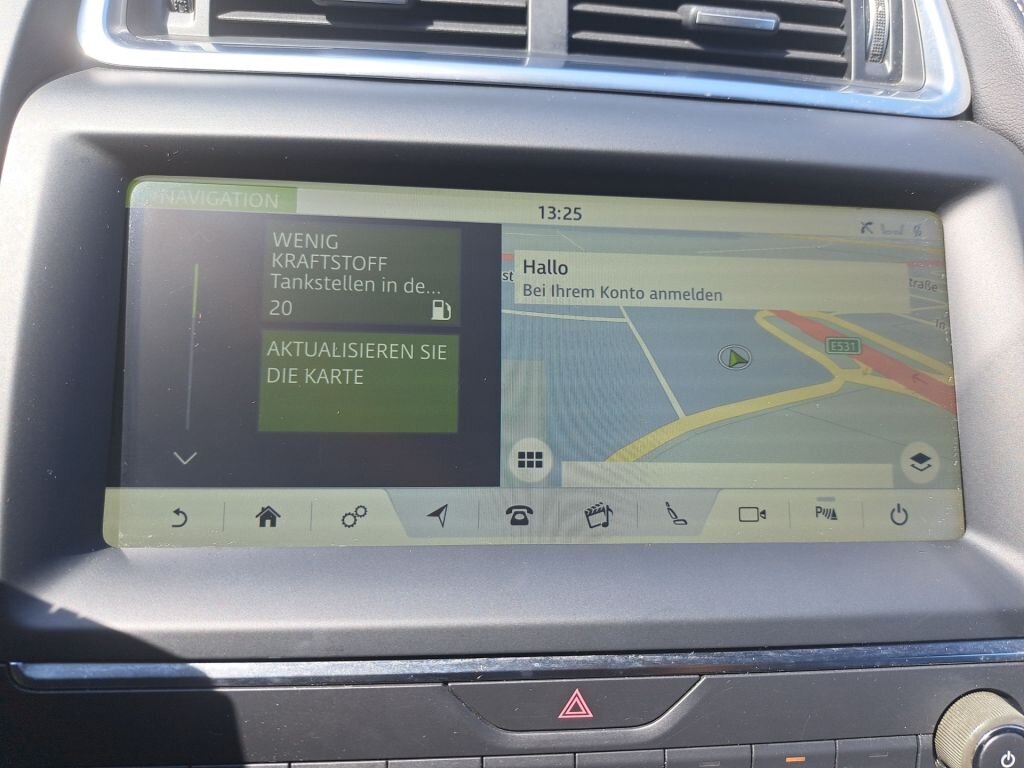 NAVIGATION
13:25
WENIG
KRAFTSTOFF
Tankstellen in de...
20
AKTUALISIEREN SIE
DIE KARTE
Hallo
Bei Ihrem Konto anmelden
st
traße
E531
P